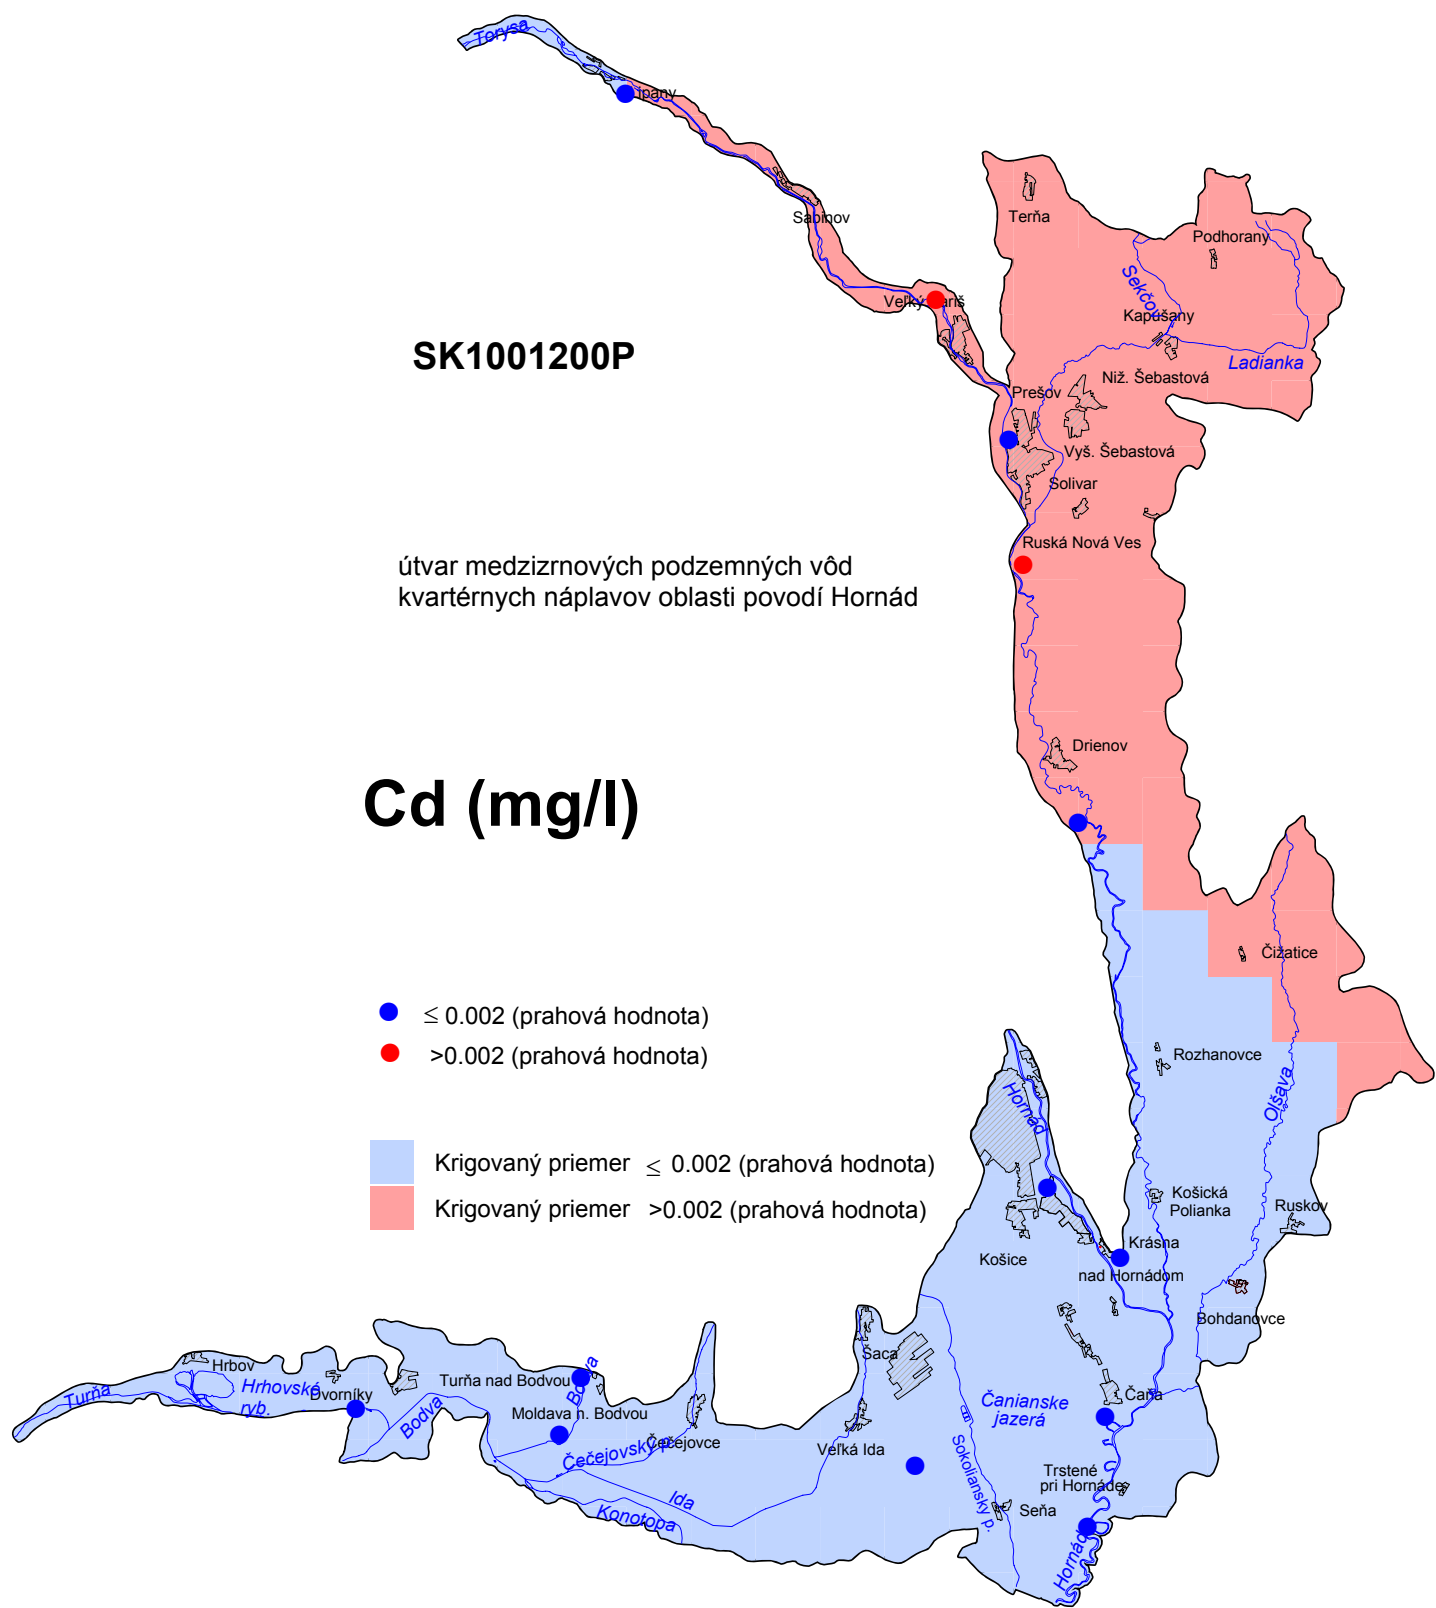 Torysa
ipany
Sabinov
Terňa
Podhorany
Sekčov
Veľký ariš
Kapušany
Ladianka
SK1001200P
Niž. Šebastová
Prešov
Vyš. Šebastová
Solivar
Ruská Nová Ves
útvar medzizrnových podzemných vôd
kvartérnych náplavov oblasti povodí Hornád
Drienov
Cd (mg/l)
Čižatice
≤ 0.002 (prahová hodnota)
>0.002 (prahová hodnota)
Rozhanovce
Hornád
Olšava
Krigovaný priemer ≤ 0.002 (prahová hodnota)
Krigovaný priemer >0.002 (prahová hodnota)
Košická
Polianka
Ruskov
Krásna
nad Hornádom
Košice
Bohdanovce
Šaca
Hrbov
Turňa nad Bodvou
Bodva
Turňa
Hrhovské
ryb.
Dvorníky
Bodva
Moldava n. Bodvou
Čečejovský p.
Čečejovce
Veľká Ida
Čanianske
jazerá
Čaňa
Sokoliansky p.
Trstené
pri Hornáde
Ida
Konotopa
Seňa
Hornád